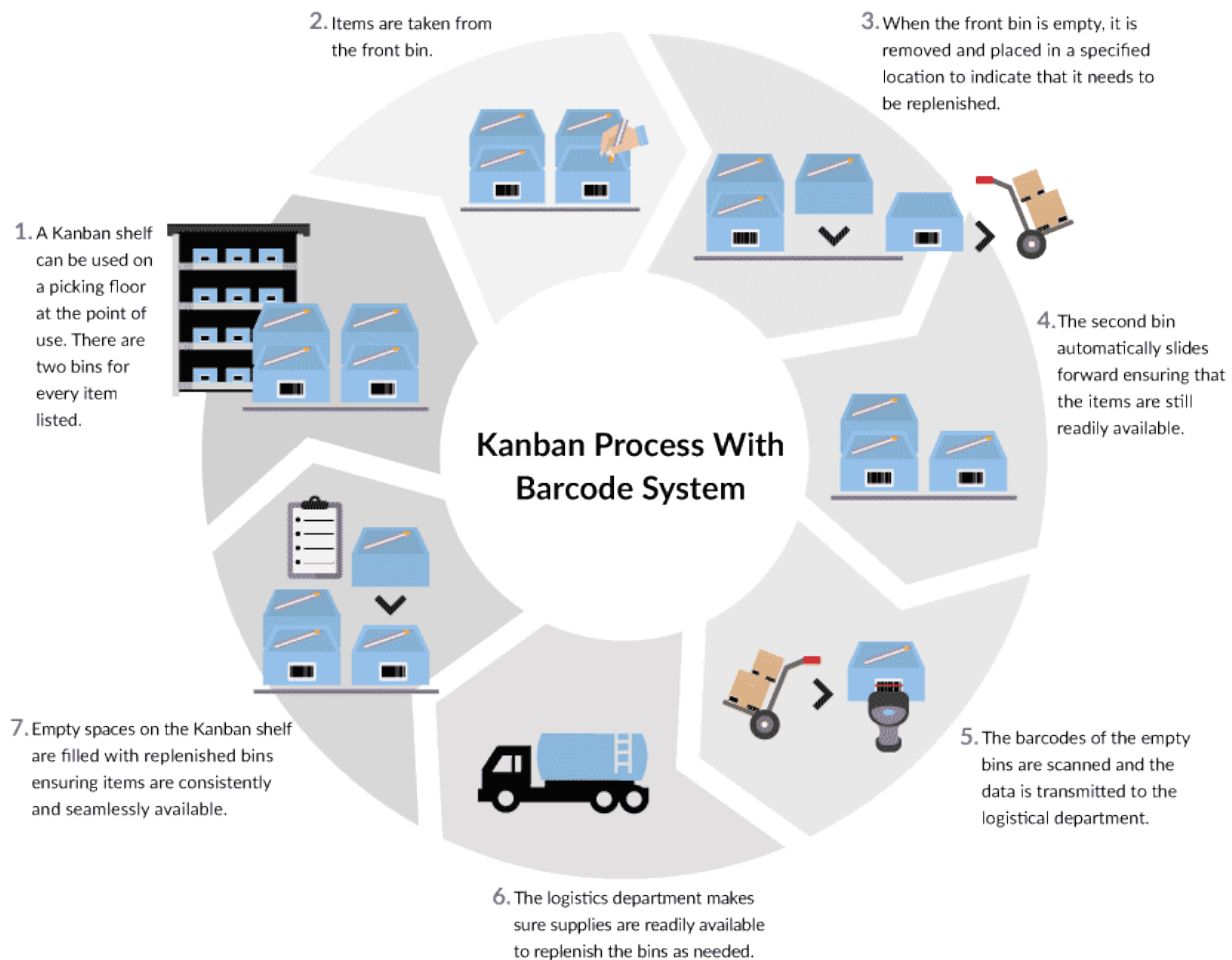 Kanban Process With
Barcode System
1. A Kanban shelf
can be used on
a picking floor
at the point of
use. There are
two bins for
every item
listed.
2. Items are taken from
the front bin.
3. When the front bin is empty, it is
removed and placed in a specified
location to indicate that it needs to
be replenished.
4. The second bin
automatically slides
forward ensuring that
the items are still
readily available.
5. The barcodes of the empty
bins are scanned and the
data is transmitted to the
logistical department.
6. The logistics department makes
sure supplies are readily available
to replenish the bins as needed.
7. Empty spaces on the Kanban shelf
are filled with replenished bins
ensuring items are consistently
and seamlessly available.